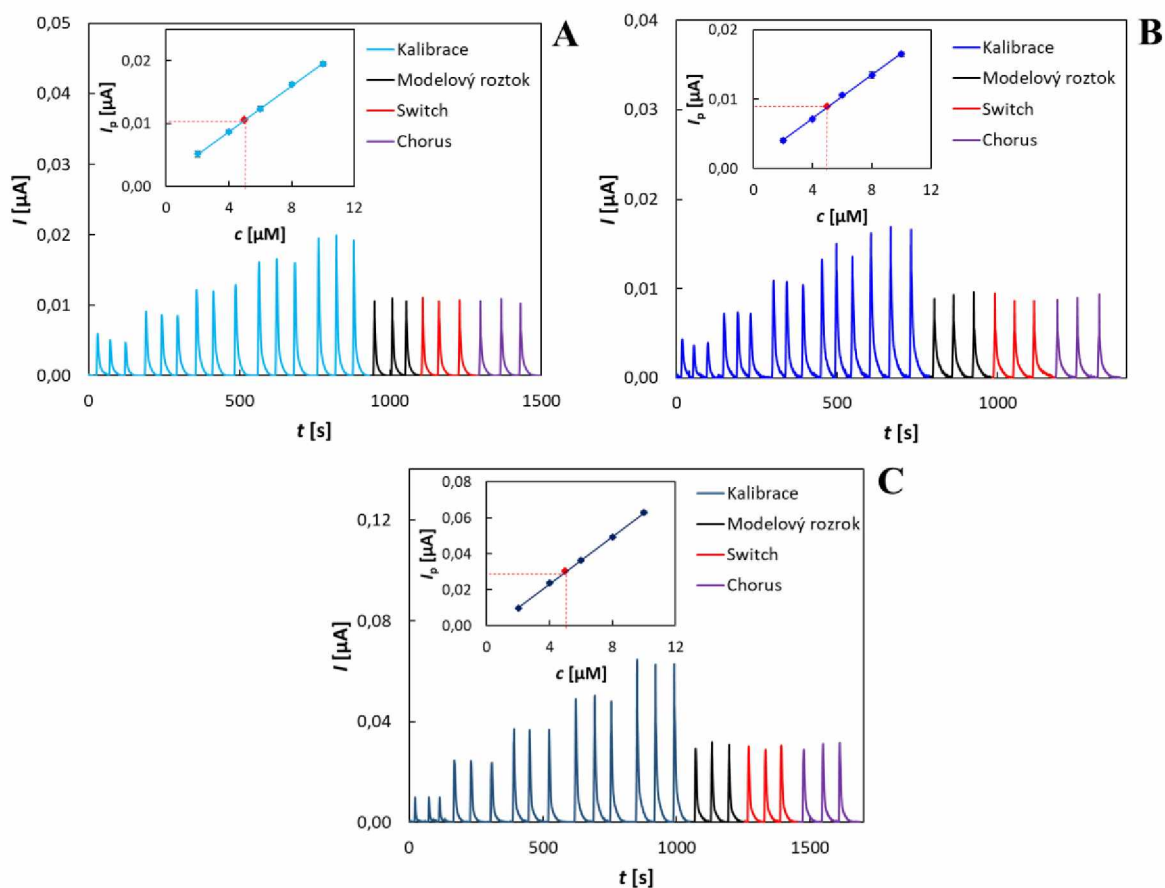 A
I [µA]
0,05
0,04
0,03
0,02
0,01
0,00
0
500
1000
1500
t [s]
Ip [µA]
0,02
0,01
0,00
0
4
8
12
c [µM]
Kalibrace
Modelový roztok
Switch
Chorus
B
I [µA]
0,04
0,03
0,02
0,01
0,00
0
500
1000
t [s]
Ip [µA]
0,02
0,01
0,00
0
4
8
12
c [µM]
Kalibrace
Modelový roztok
Switch
Chorus
C
I [µA]
0,12
0,08
0,04
0,00
0
500
1000
1500
t [s]
Ip [µA]
0,08
0,06
0,04
0,02
0,00
0
4
8
12
c [µM]
Kalibrace
Modelový rozrok
Switch
Chorus